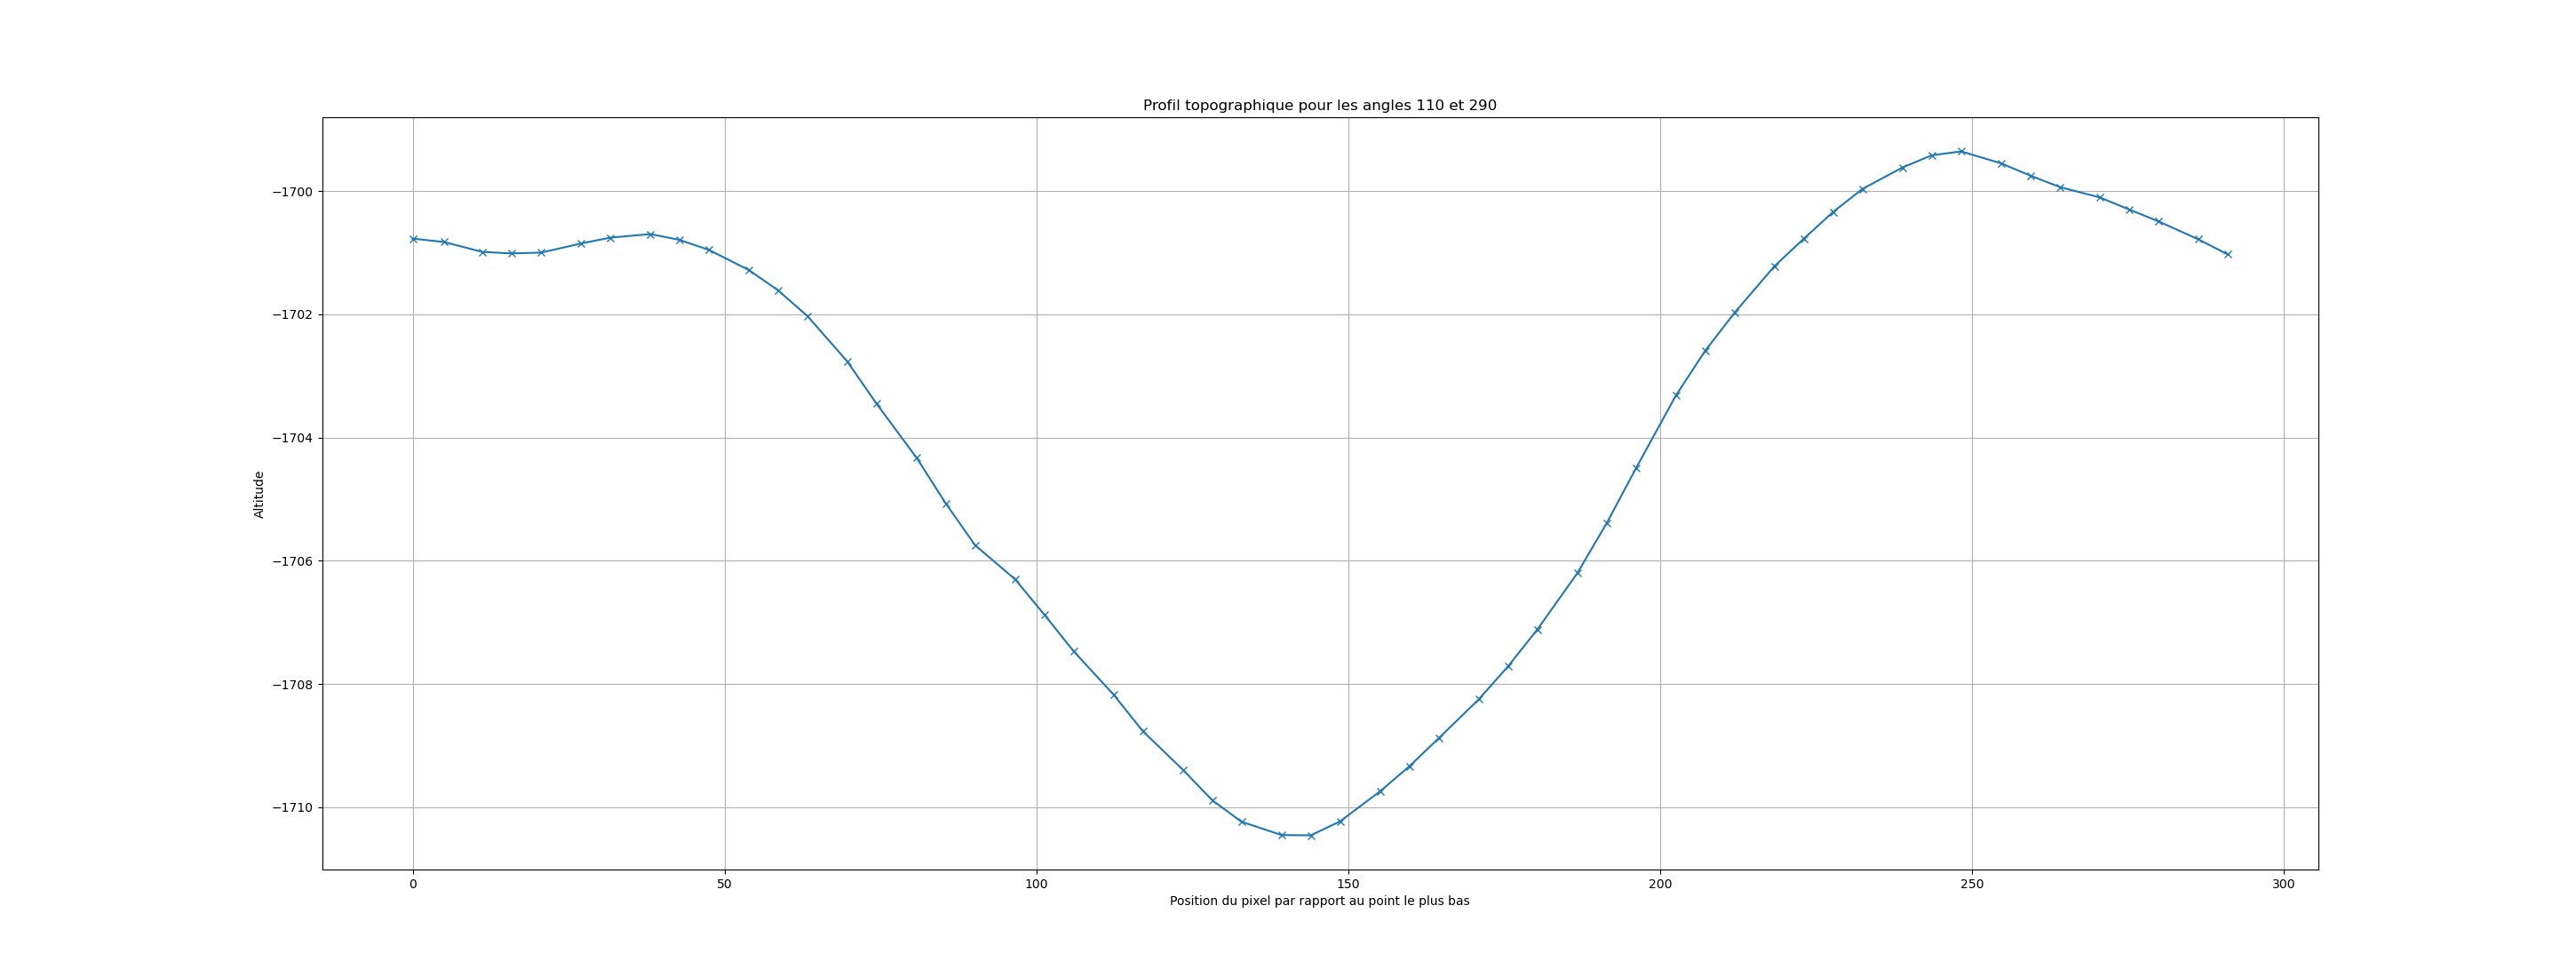 Profil topographique pour les angles 110 et 290
−1700
−1702
−1704
−1706
−1708
−1710
Altitude
0 50 100 150 200 250 300
Position du pixel par rapport au point le plus bas